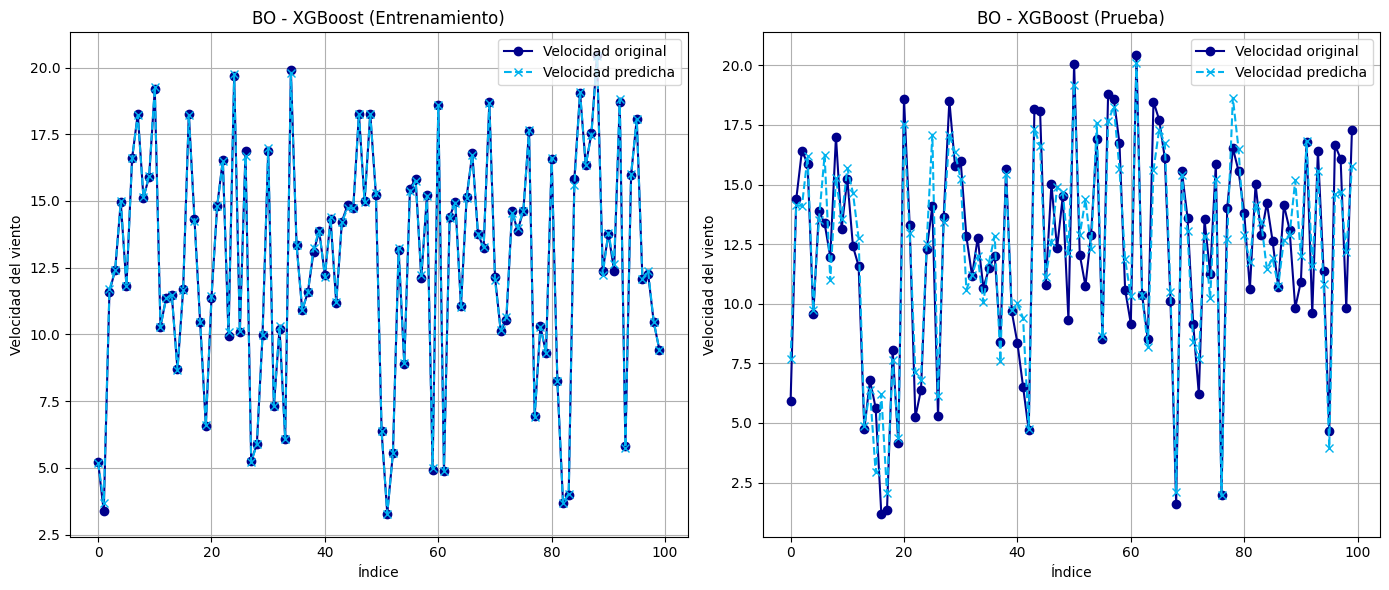 BO - XGBoost (Entrenamiento)
Velocidad original
Velocidad predicha
Velocidad del viento
20.0
17.5
15.0
12.5
10.0
7.5
5.0
2.5
0
20
40
60
80
100
Índice
BO - XGBoost (Prueba)
Velocidad original
Velocidad predicha
Velocidad del viento
20.0
17.5
15.0
12.5
10.0
7.5
5.0
2.5
0
20
40
60
80
100
Índice